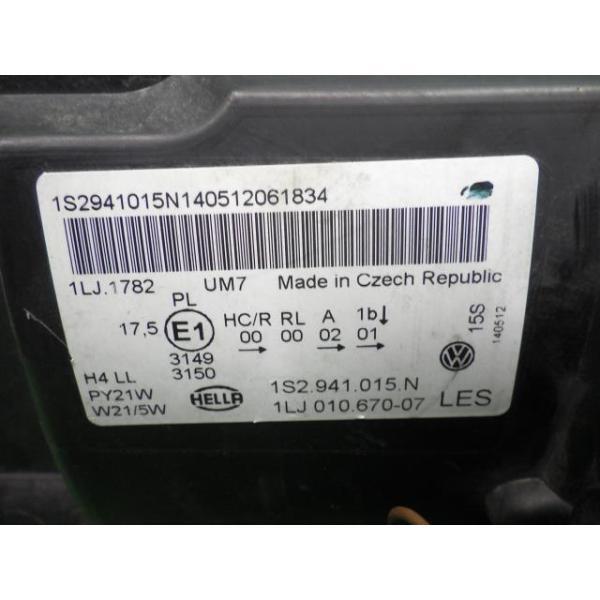 1S2941015N140512061834
1LJ.1782 UM7 Made in Czech Republic
PL
17,5 E1 HC/R RL A 1b↓
00 00 02 01
3149
3150
H4 LL
PY21W
W21/5W
HELLA
1S2.941.015.N
1LJ 010.670-07 LES
15S
140512